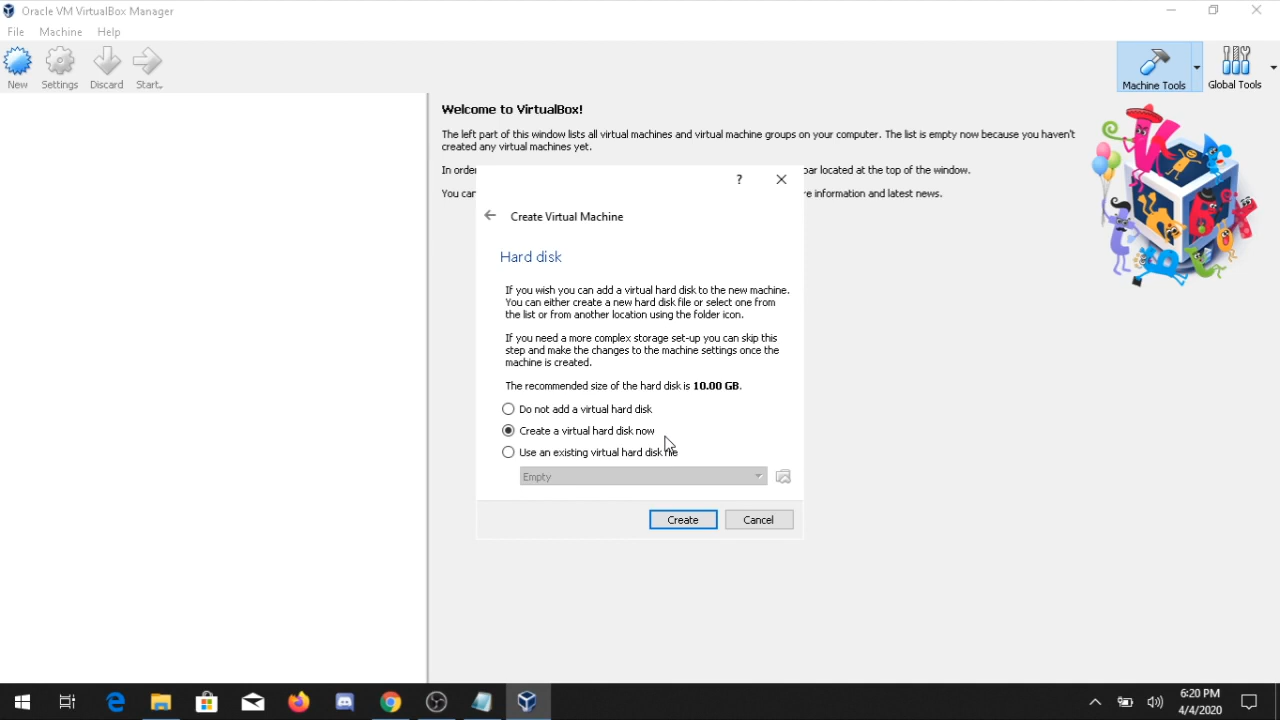 Oracle VM VirtualBox Manager
File Machine Help
New Settings Discard Start
Machine Tools Global Tools
Welcome to VirtualBox!
The left part of this window lists all virtual machines and virtual machine groups on your computer. The list is empty now because you haven't
created any virtual machines yet.
In order
bar located at the top of the window.
You can
re information and latest news.
?
Create Virtual Machine
Hard disk
If you wish you can add a virtual hard disk to the new machine.
You can either create a new hard disk file or select one from
the list or from another location using the folder icon.
If you need a more complex storage set-up you can skip this
step and make the changes to the machine settings once the
machine is created.
The recommended size of the hard disk is 10.00 GB.
Do not add a virtual hard disk
Create a virtual hard disk now
Use an existing virtual hard disk file
Empty
Create Cancel
6:20 PM
4/4/2020